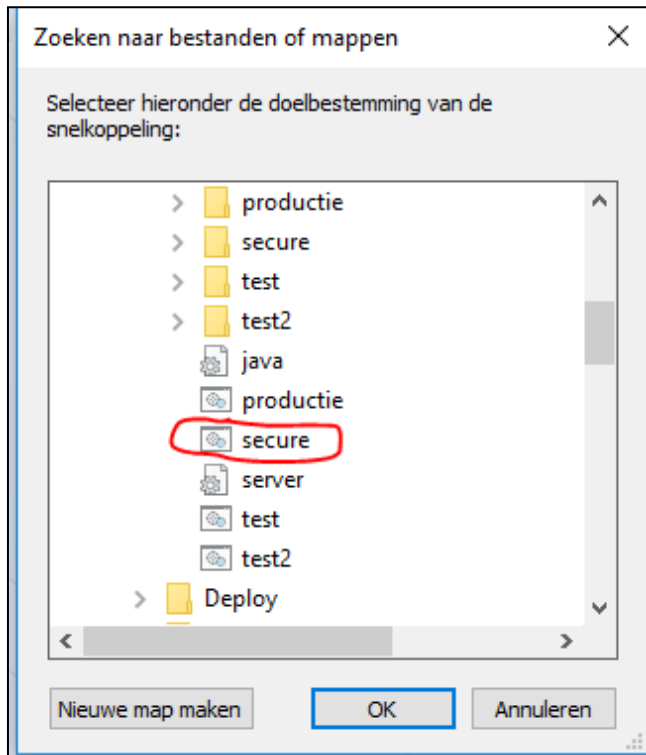 Zoeken naar bestanden of mappen
Selecteer hieronder de doelbestemming van de
snelkoppeling:
productie
secure
test
test2
java
productie
secure
server
test
test2
Deploy
Nieuwe map maken
OK
Annuleren